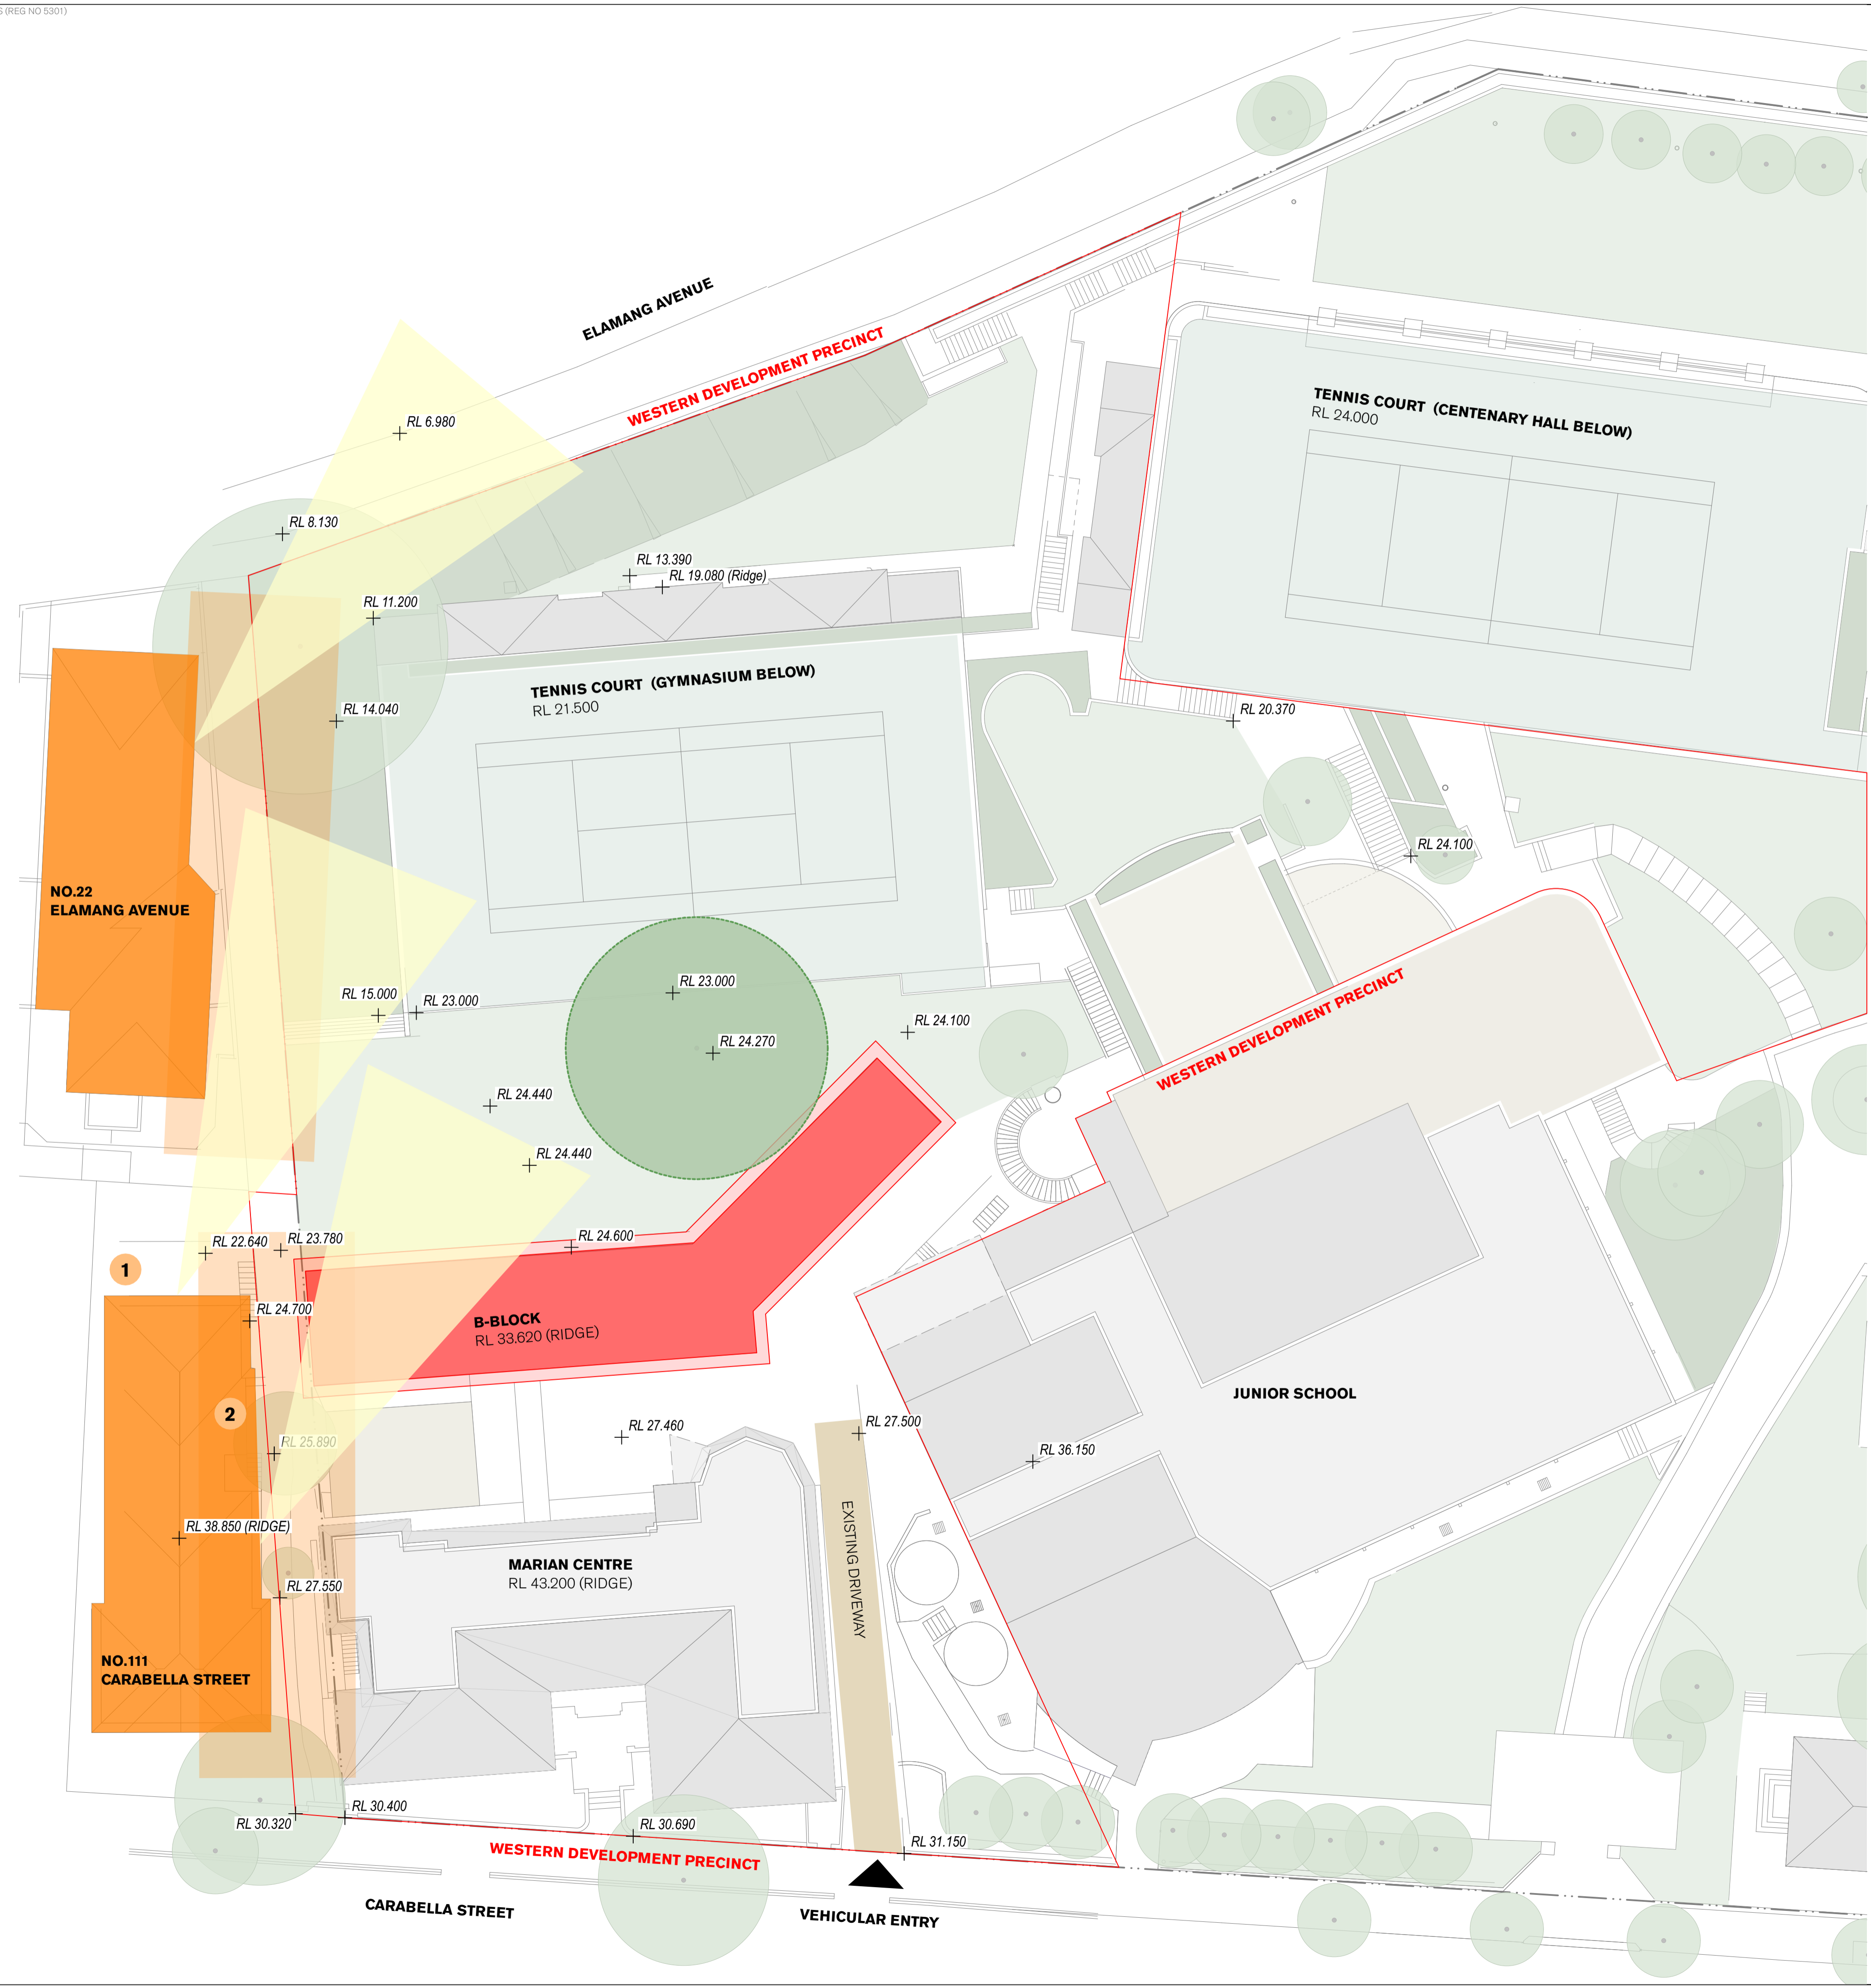 S (REG NO 5301)
ELAMANG AVENUE
WESTERN DEVELOPMENT PRECINCT
TENNIS COURT (CENTENARY HALL BELOW)
RL 24.000
RL 6.980
RL 8.130
RL 13.390
RL 19.080 (Ridge)
RL 11.200
TENNIS COURT (GYMNASIUM BELOW)
RL 21.500
RL 14.040
RL 20.370
RL 24.100
NO.22
ELAMANG AVENUE
RL 15.000
RL 23.000
RL 23.000
RL 24.100
RL 24.270
WESTERN DEVELOPMENT PRECINCT
RL 24.440
RL 24.440
RL 22.640
RL 23.780
RL 24.600
1
RL 24.700
B-BLOCK
RL 33.620 (RIDGE)
JUNIOR SCHOOL
2
RL 25.890
RL 27.460
RL 27.500
RL 36.150
RL 38.850 (RIDGE)
EXISTING DRIVEWAY
MARIAN CENTRE
RL 43.200 (RIDGE)
RL 27.550
NO.111
CARABELLA STREET
RL 30.320
RL 30.400
RL 30.690
RL 31.150
WESTERN DEVELOPMENT PRECINCT
CARABELLA STREET
VEHICULAR ENTRY